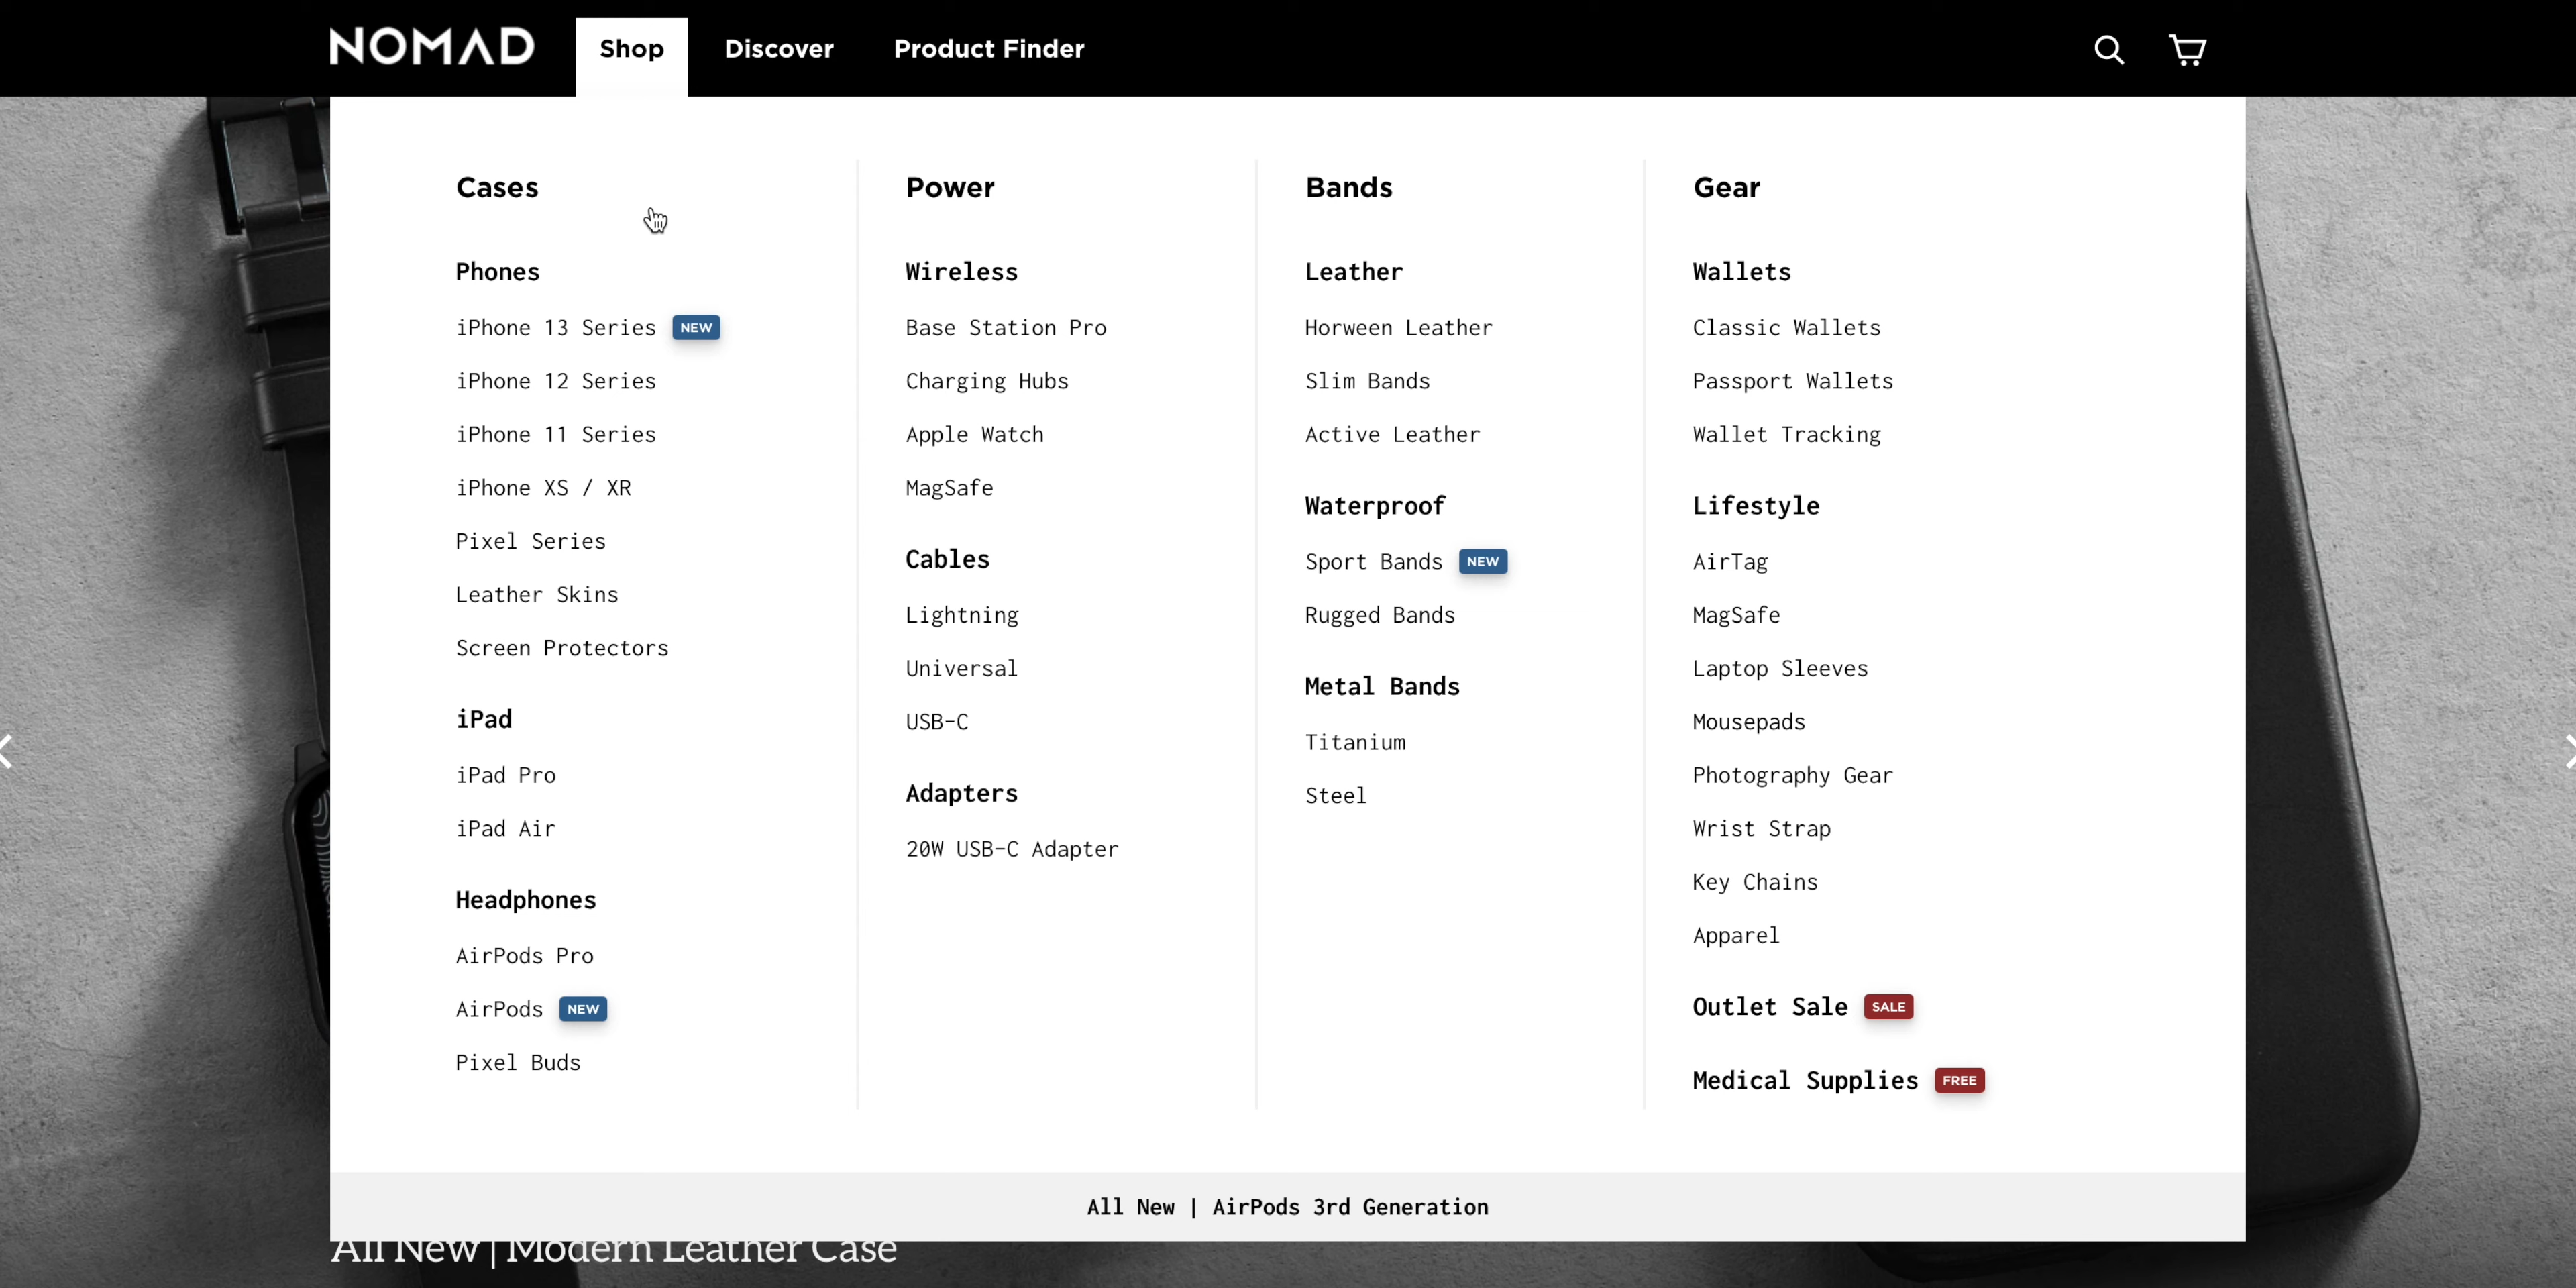 NOMAD
Shop
Discover
Product Finder
Cases
Phones
iPhone 13 Series NEW
iPhone 12 Series
iPhone 11 Series
iPhone XS / XR
Pixel Series
Leather Skins
Screen Protectors
iPad
iPad Pro
iPad Air
Headphones
AirPods Pro
AirPods NEW
Pixel Buds
Power
Wireless
Base Station Pro
Charging Hubs
Apple Watch
MagSafe
Cables
Lightning
Universal
USB-C
Adapters
20W USB-C Adapter
Bands
Leather
Horween Leather
Slim Bands
Active Leather
Waterproof
Sport Bands NEW
Rugged Bands
Metal Bands
Titanium
Steel
Gear
Wallets
Classic Wallets
Passport Wallets
Wallet Tracking
Lifestyle
AirTag
MagSafe
Laptop Sleeves
Mousepads
Photography Gear
Wrist Strap
Key Chains
Apparel
Outlet Sale SALE
Medical Supplies FREE
All New | AirPods 3rd Generation
All New | Modern Leather Case